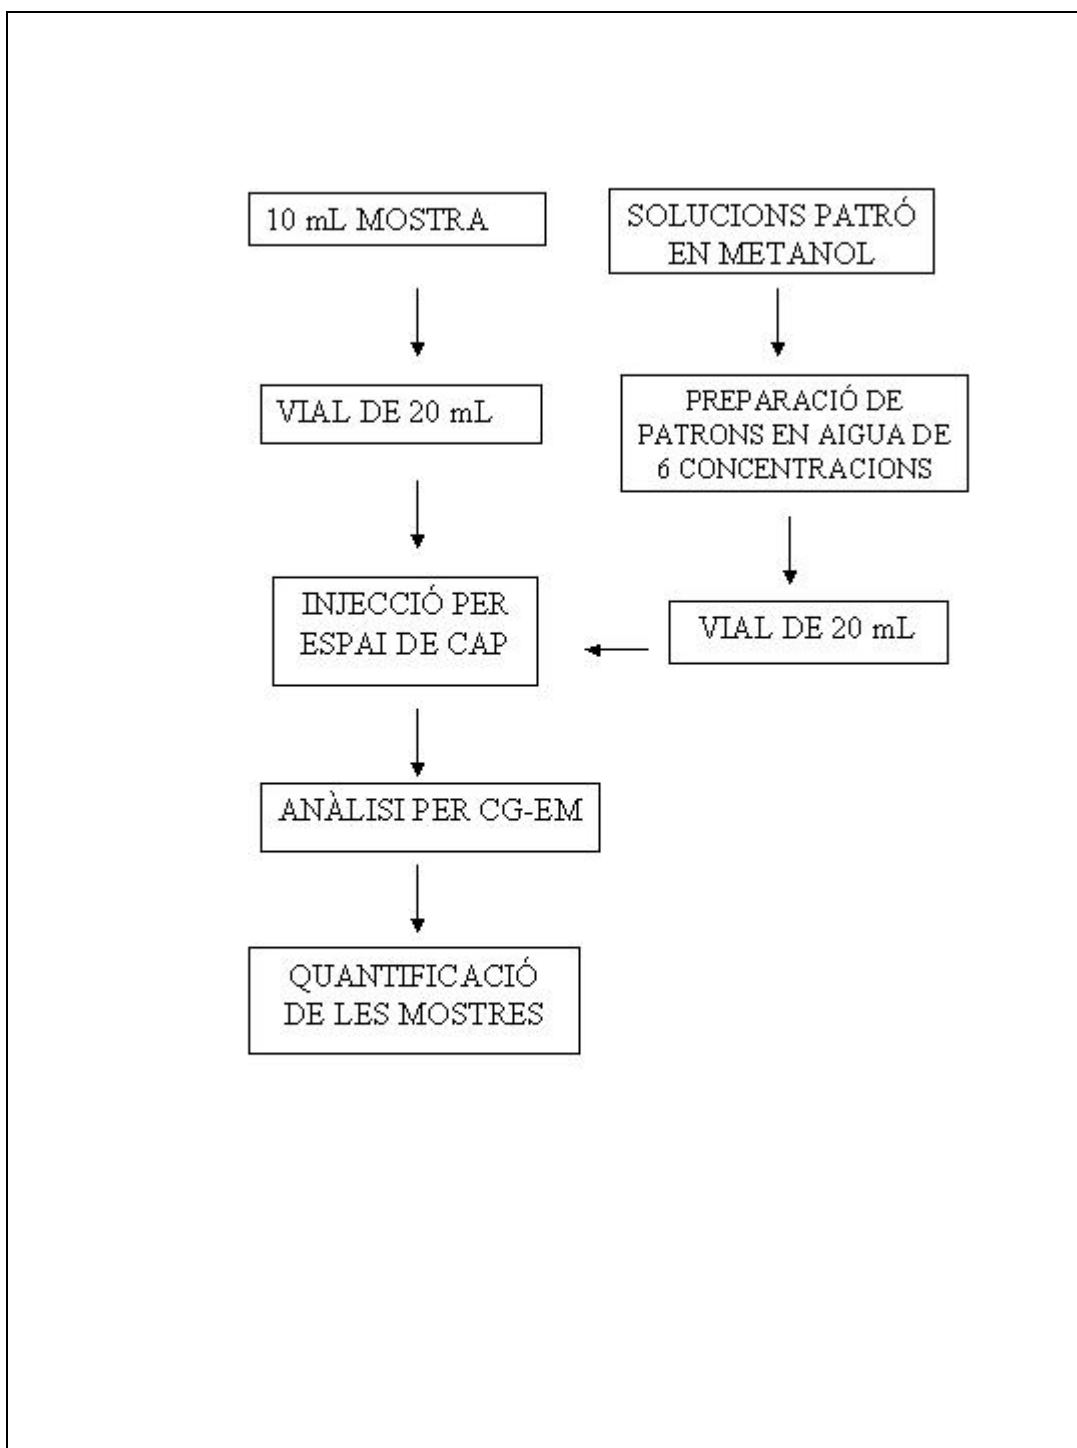 10 mL MOSTRA
VIAL DE 20 mL
INJECCIÓ PER
ESPAI DE CAP
ANÀLISI PER CG-EM
QUANTIFICACIÓ
DE LES MOSTRES
SOLUCIONS PATRÓ
EN METANOL
PREPARACIÓ DE
PATRONS EN AIGUA DE
6 CONCENTRACIONS
VIAL DE 20 mL